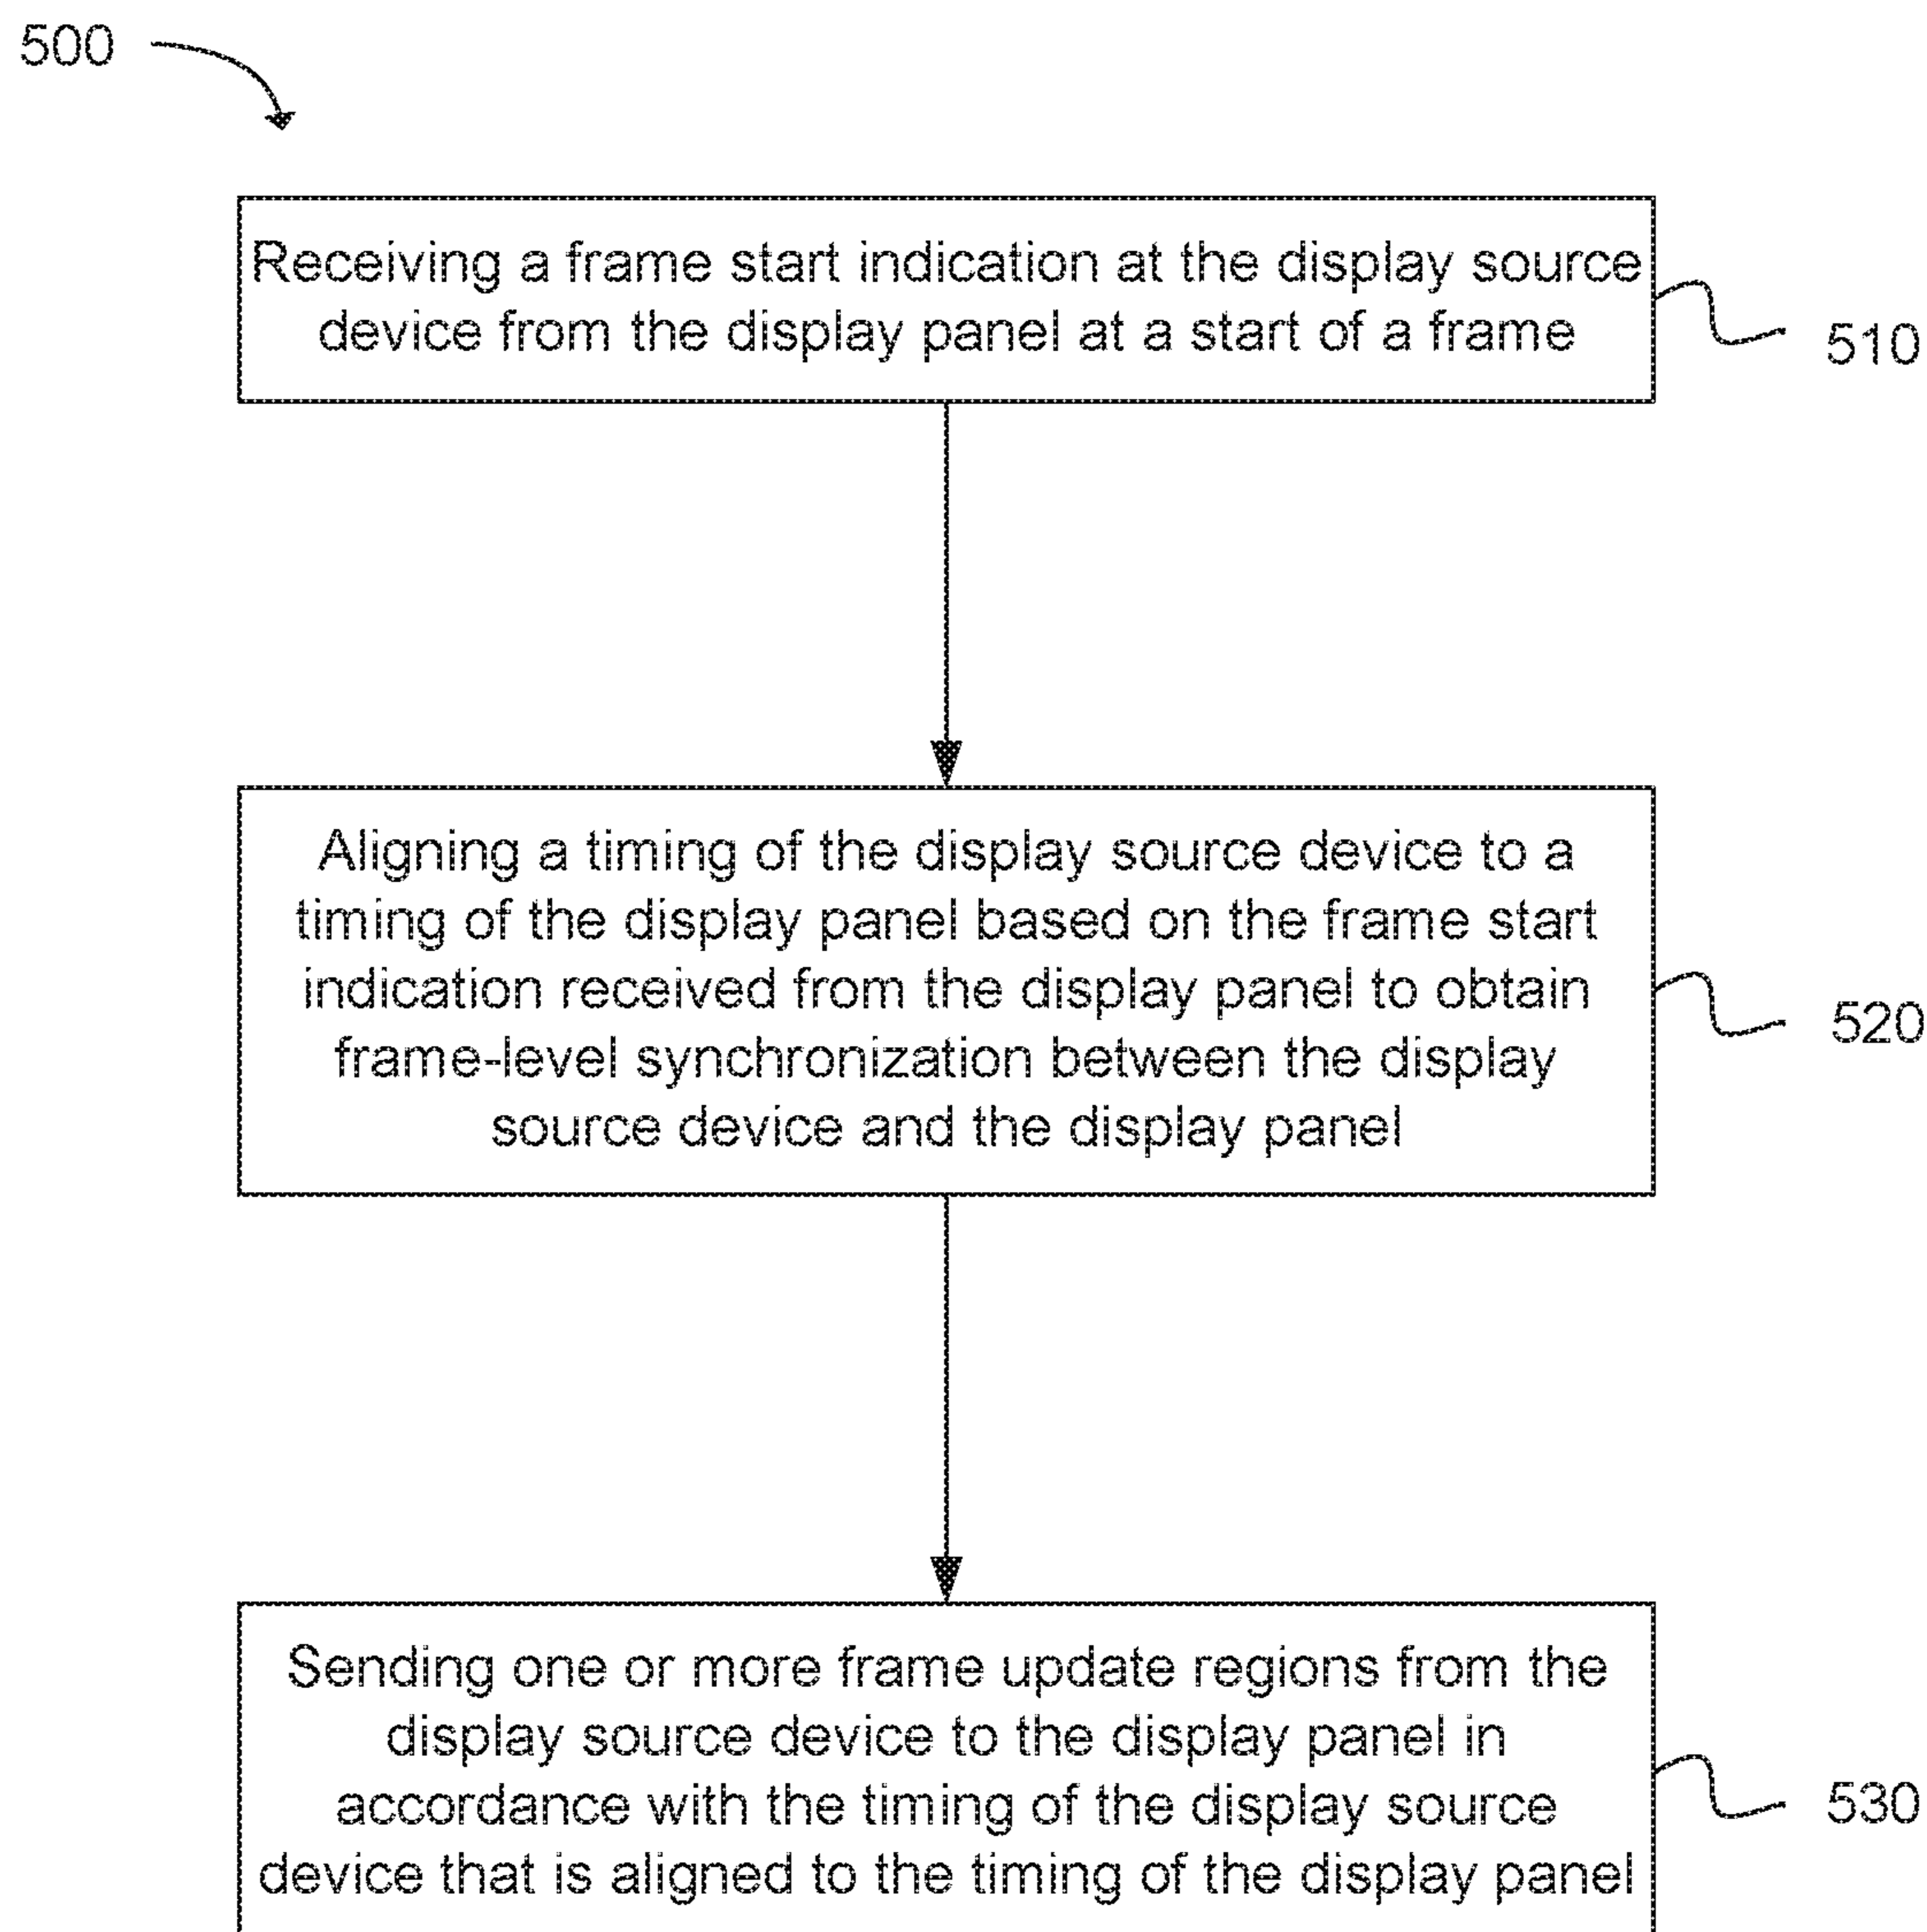 500
Receiving a frame start indication at the display source
device from the display panel at a start of a frame
510
Aligning a timing of the display source device to a
timing of the display panel based on the frame start
indication received from the display panel to obtain
frame-level synchronization between the display
source device and the display panel
520
Sending one or more frame update regions from the
display source device to the display panel in
accordance with the timing of the display source
device that is aligned to the timing of the display panel
530